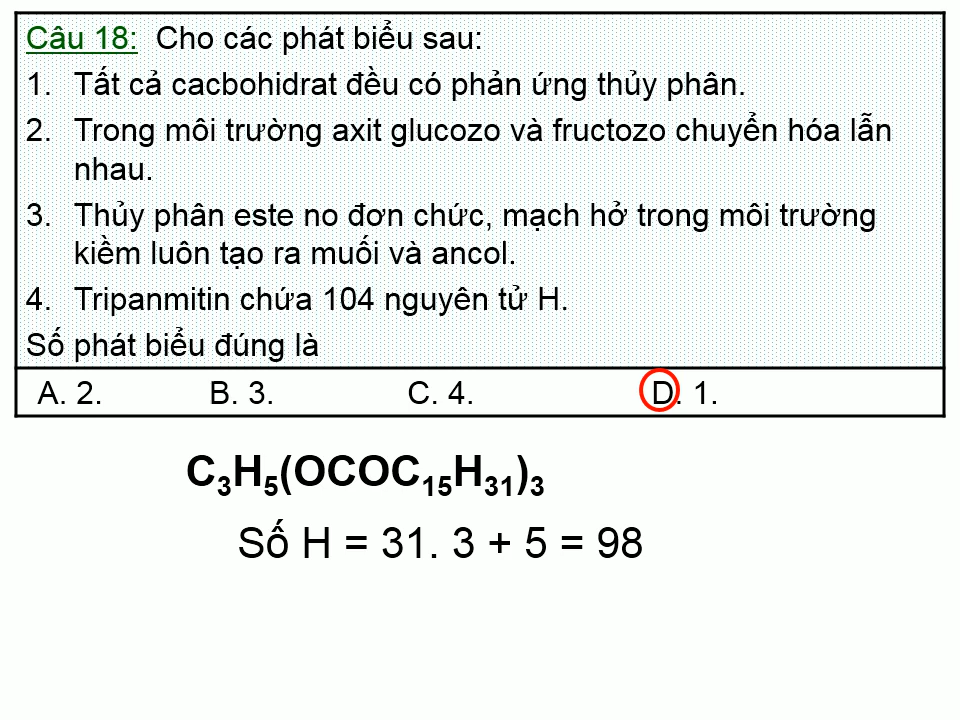 Câu 18: Cho các phát biểu sau:
1. Tất cả cacbohidrat đều có phản ứng thủy phân.
2. Trong môi trường axit glucozo và fructozo chuyển hóa lẫn
nhau.
3. Thủy phân este no đơn chức, mạch hở trong môi trường
kiềm luôn tạo ra muối và ancol.
4. Tripanmitin chứa 104 nguyên tử H.
Số phát biểu đúng là
A. 2. B. 3. C. 4. D. 1.
C₃H₅(OCOC₁₅H₃₁)₃
Số H = 31. 3 + 5 = 98